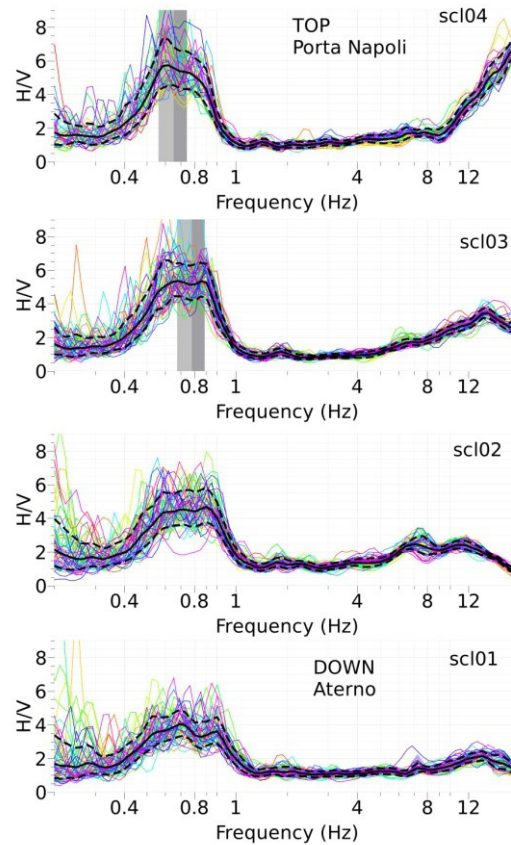 scl04
TOP
Porta Napoli
H/V
8
6
4
2
0
0.4 0.8 1 4 8 12
Frequency (Hz)
scl03
H/V
8
6
4
2
0
0.4 0.8 1 4 8 12
Frequency (Hz)
scl02
H/V
8
6
4
2
0
0.4 0.8 1 4 8 12
Frequency (Hz)
scl01
DOWN
Aterno
H/V
8
6
4
2
0
0.4 0.8 1 4 8 12
Frequency (Hz)